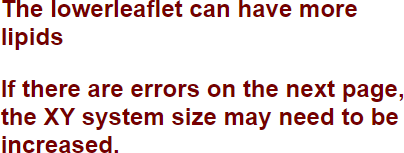 The lowerleaflet can have more
lipids
If there are errors on the next page,
the XY system size may need to be
increased.